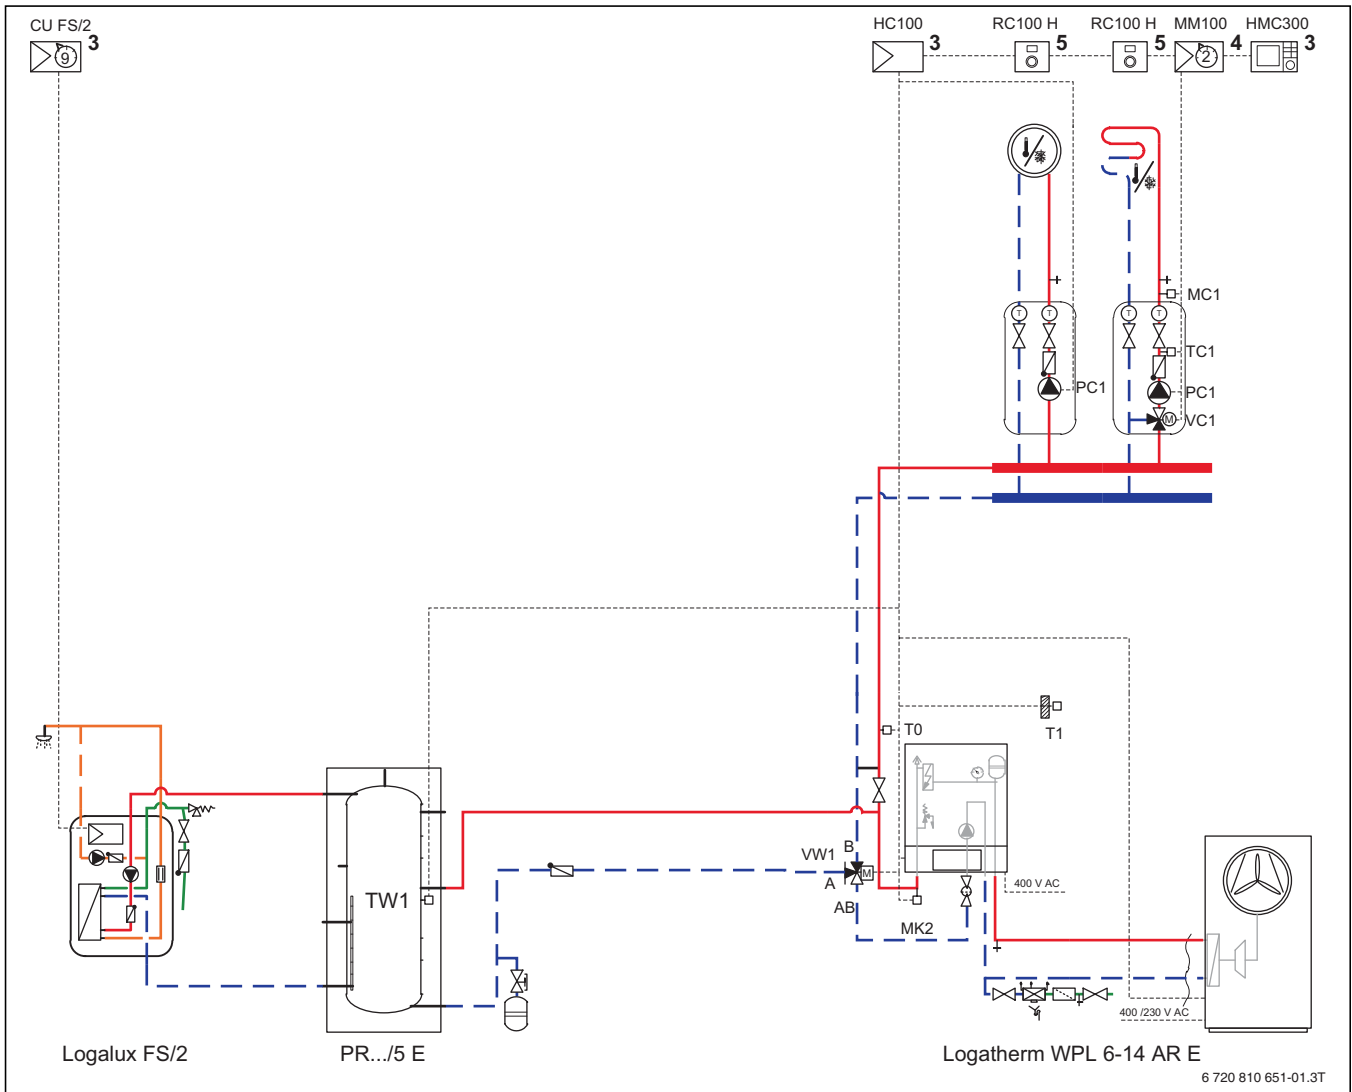 CU FS/2
3
9
HC100
3
RC100 H
5
RC100 H
5
MM100
4
2
HMC300
3
MC1
T
T
T
T
TC1
PC1
PC1
M
VC1
T0
T1
VW1
B
M
A
AB
MK2
TW1
400 V AC
400 /230 V AC
Logalux FS/2
PR.../5 E
Logatherm WPL 6-14 AR E
6 720 810 651-01.3T